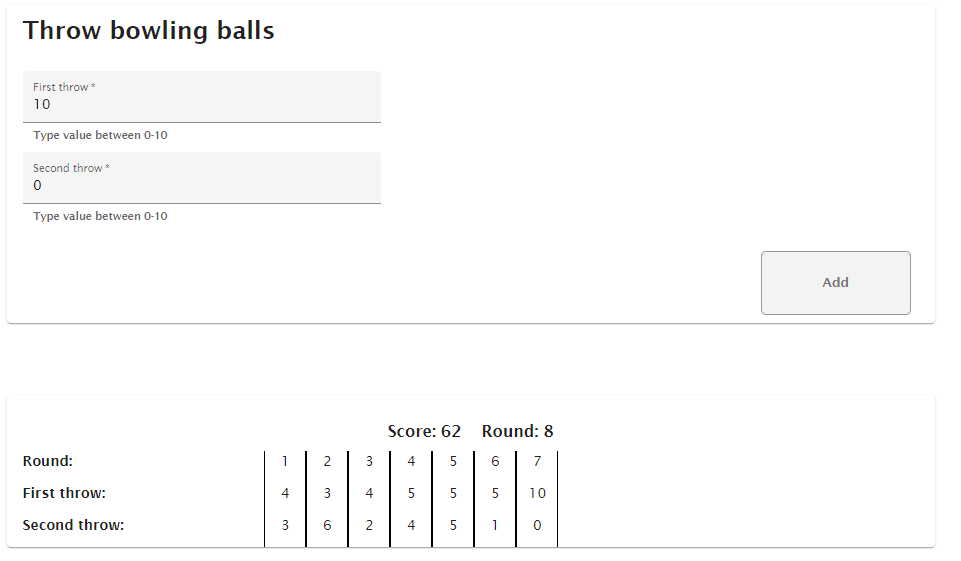 Throw bowling balls
First throw *
10
Type value between 0-10
Second throw *
0
Type value between 0-10
Add
Score: 62 Round: 8
Round: 1 2 3 4 5 6 7
First throw: 4 3 4 5 5 5 10
Second throw: 3 6 2 4 5 1 0